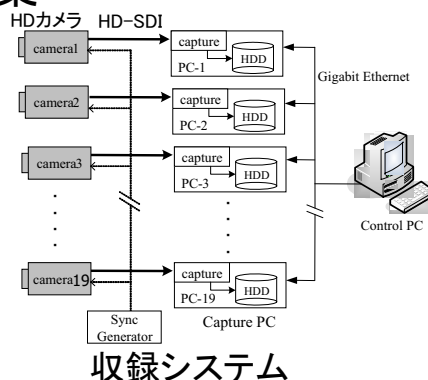 HDカメラ HD-SDI
camera1
capture
HDD
PC-1
Gigabit Ethernet
camera2
capture
HDD
PC-2
camera3
capture
HDD
PC-3
Control PC
camera19
capture
HDD
PC-19
Sync
Generator
Capture PC
収録システム